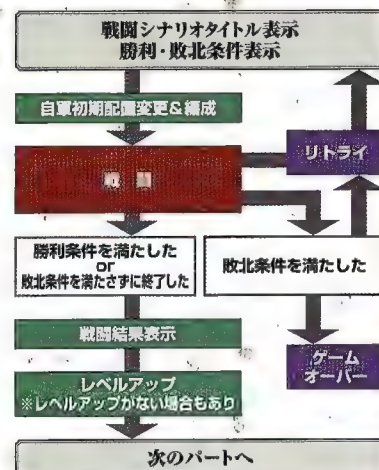 戦闘シナリオタイトル表示
勝利・敗北条件表示
自軍初期配置変更&編成
リトライ
戦闘
勝利条件を満たした
or
敗北条件を満たさずに終了した
敗北条件を満たした
戦闘結果表示
ゲーム
オーバー
レベルアップ
※レベルアップがない場合もあり
次のパートへ